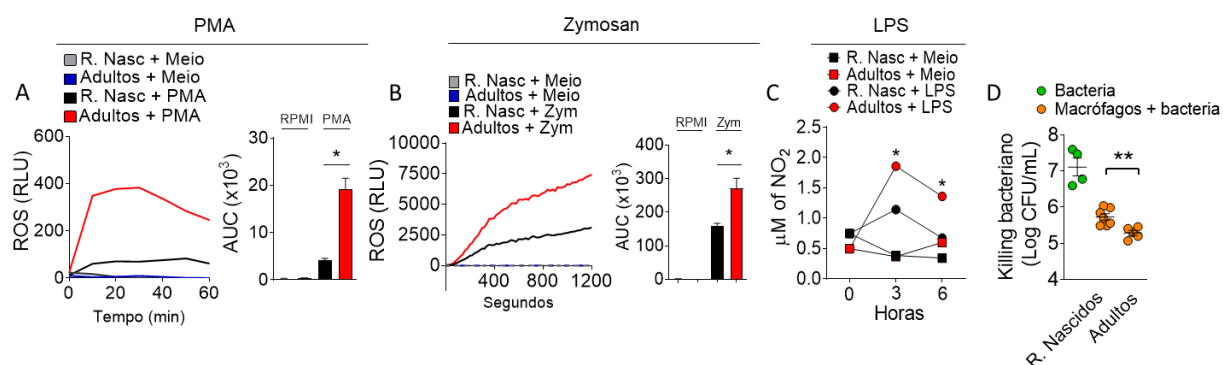 PMA
Zymosan
LPS
A
R. Nasc + Meio
Adultos + Meio
R. Nasc + PMA
Adultos + PMA
ROS (RLU)
600
400
200
0
0 20 40 60
Tempo (min)
RPMI PMA
AUC (x10³)
30
20
10
0
*
B
R. Nasc + Meio
Adultos + Meio
R. Nasc + Zym
Adultos + Zym
ROS (RLU)
10000
7500
5000
2500
0
400 800 1200
Segundos
RPMI Zym
AUC (x10³)
400
300
200
100
0
*
C
R. Nasc + Meio
Adultos + Meio
R. Nasc + LPS
Adultos + LPS
μM of NO₂
2.5
2.0
1.5
1.0
0.5
0.0
* *
0 3 6
Horas
D
Bacteria
Macrófagos + bacteria
Killing bacteriano
(Log CFU/mL)
8
7
6
5
4
**
R. Nascidos
Adultos